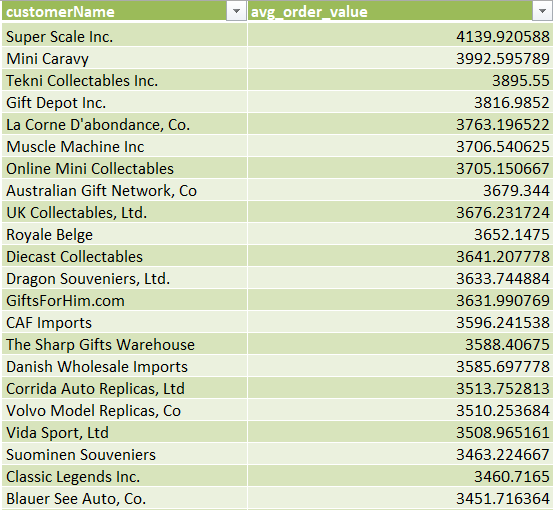 customerName avg_order_value
Super Scale Inc. 4139.920588
Mini Caravy 3992.595789
Tekni Collectables Inc. 3895.55
Gift Depot Inc. 3816.9852
La Corne D'abondance, Co. 3763.196522
Muscle Machine Inc 3706.540625
Online Mini Collectables 3705.150667
Australian Gift Network, Co 3679.344
UK Collectables, Ltd. 3676.231724
Royale Belge 3652.1475
Diecast Collectables 3641.207778
Dragon Souveniers, Ltd. 3633.744884
GiftsForHim.com 3631.990769
CAF Imports 3596.241538
The Sharp Gifts Warehouse 3588.40675
Danish Wholesale Imports 3585.697778
Corrida Auto Replicas, Ltd 3513.752813
Volvo Model Replicas, Co 3510.253684
Vida Sport, Ltd 3508.965161
Suominen Souveniers 3463.224667
Classic Legends Inc. 3460.7165
Blauer See Auto, Co. 3451.716364